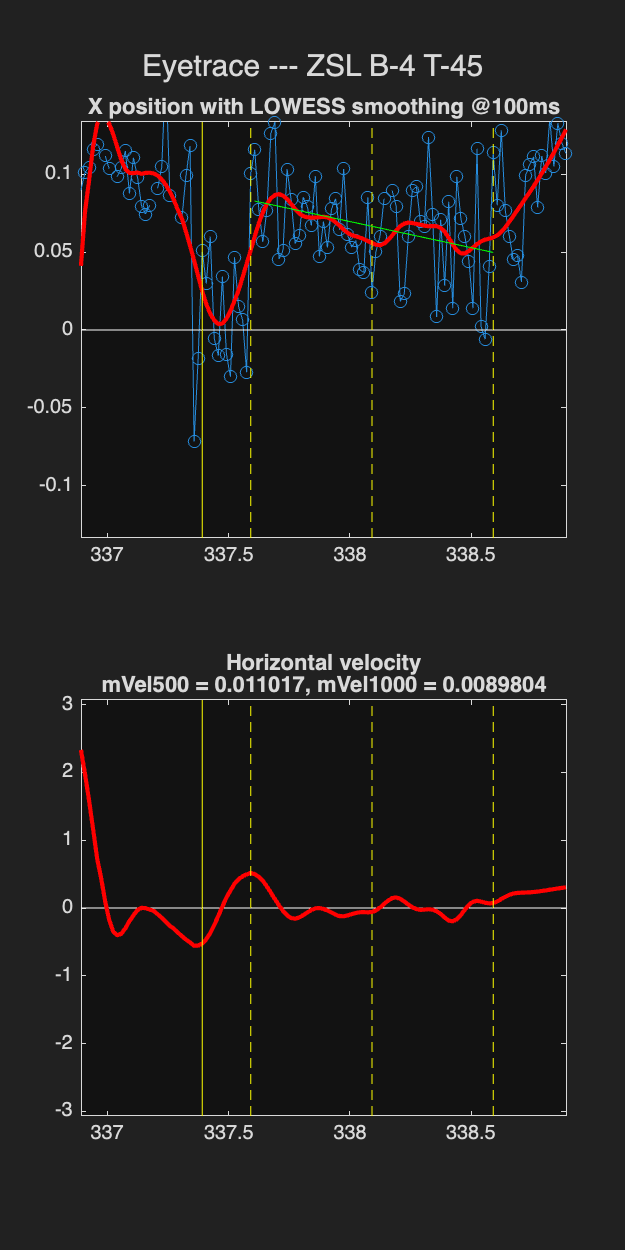 Eyetrace --- ZSL B-4 T-45
X position with LOWESS smoothing @100ms
0.1
0.05
0
-0.05
-0.1
337 337.5 338 338.5
Horizontal velocity
mVel500 = 0.011017, mVel1000 = 0.0089804
3
2
1
0
-1
-2
-3
337 337.5 338 338.5